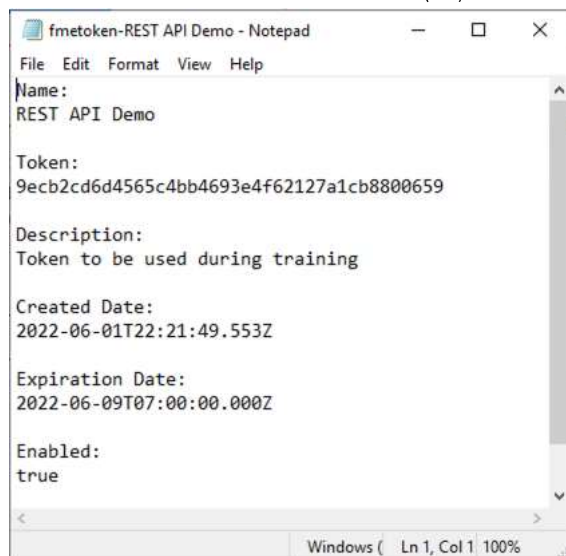 fmetoken-REST API Demo - Notepad
File Edit Format View Help
Name:
REST API Demo
Token:
9ecb2cd6d4565c4bb4693e4f62127a1cb8800659
Description:
Token to be used during training
Created Date:
2022-06-01T22:21:49.553Z
Expiration Date:
2022-06-09T07:00:00.000Z
Enabled:
true
Windows ( Ln 1, Col 1 100%